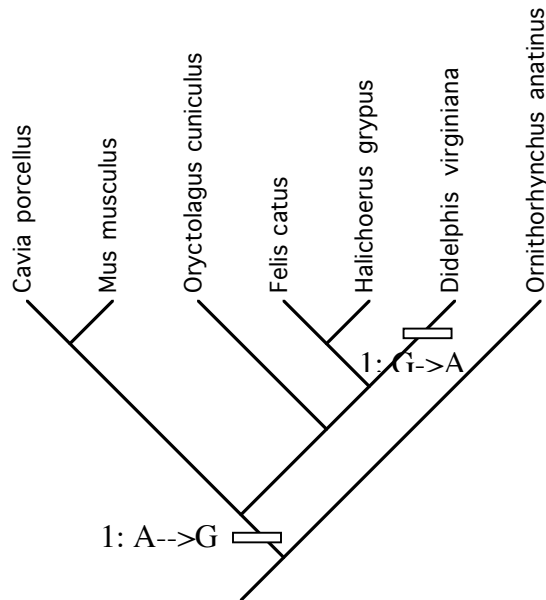 Cavia porcellus
Mus musculus
Oryctolagus cuniculus
Felis catus
Halichoerus grypus
Didelphis virginiana
Ornithorhynchus anatinus
1: G->A
1: A-->G